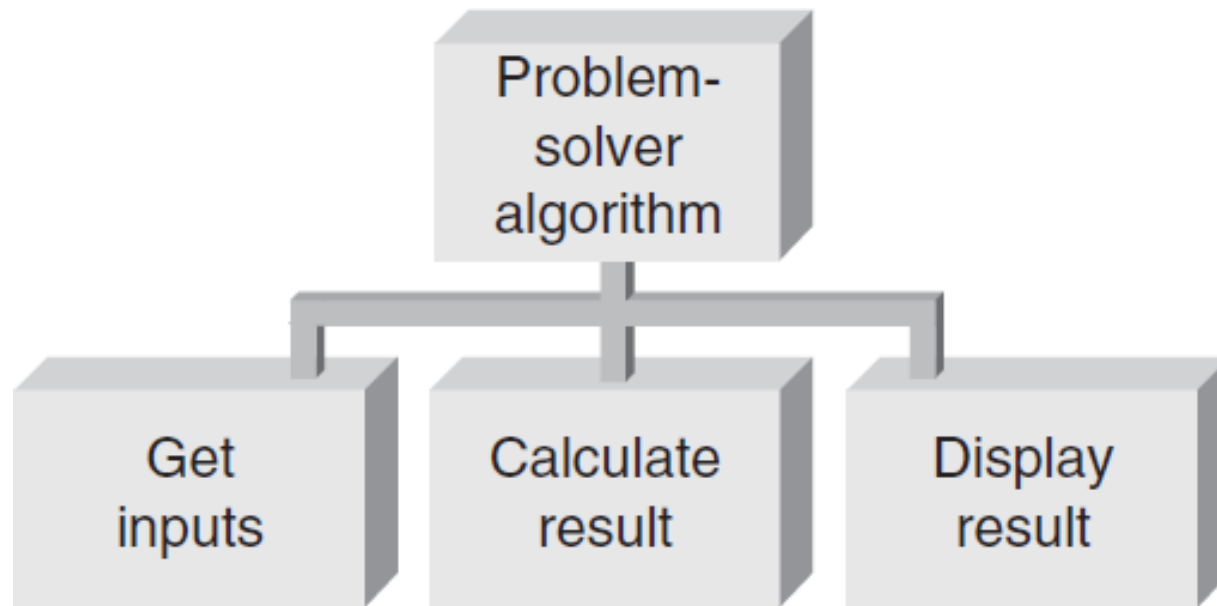 Problem-
solver
algorithm
Get
inputs
Calculate
result
Display
result